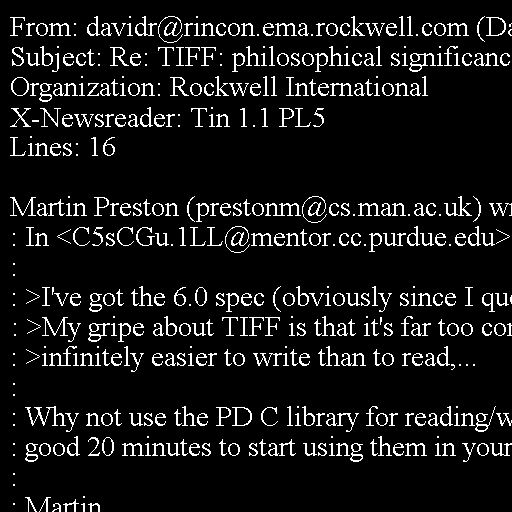 From: davidr@rincon.ema.rockwell.com (Da
Subject: Re: TIFF: philosophical significanc
Organization: Rockwell International
X-Newsreader: Tin 1.1 PL5
Lines: 16

Martin Preston (prestonm@cs.man.ac.uk) wr
: In <C5sCGu.1LL@mentor.cc.purdue.edu>
:
: >I've got the 6.0 spec (obviously since I quo
: >My gripe about TIFF is that it's far too con
: >infinitely easier to write than to read,...
:
: Why not use the PD C library for reading/w
: good 20 minutes to start using them in your
:
: Martin